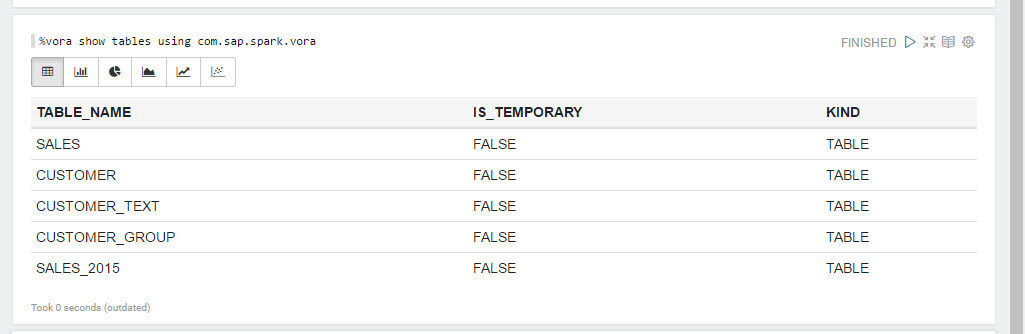 %vora show tables using com.sap.spark.vora
FINISHED
TABLE_NAME IS_TEMPORARY KIND
SALES FALSE TABLE
CUSTOMER FALSE TABLE
CUSTOMER_TEXT FALSE TABLE
CUSTOMER_GROUP FALSE TABLE
SALES_2015 FALSE TABLE
Took 0 seconds (outdated)